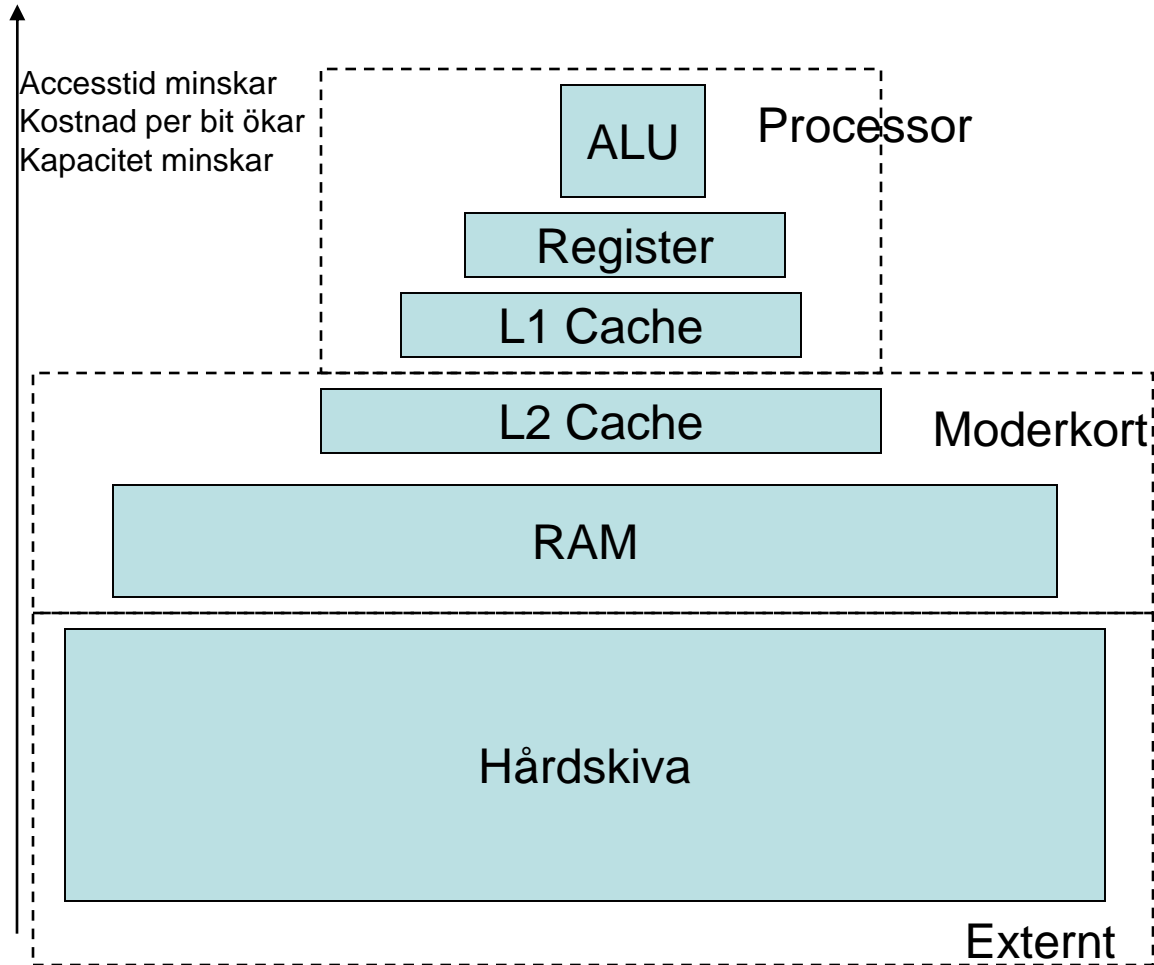 Accesstid minskar
Kostnad per bit ökar
Kapacitet minskar
ALU
Processor
Register
L1 Cache
L2 Cache
Moderkort
RAM
Hårdskiva
Externt